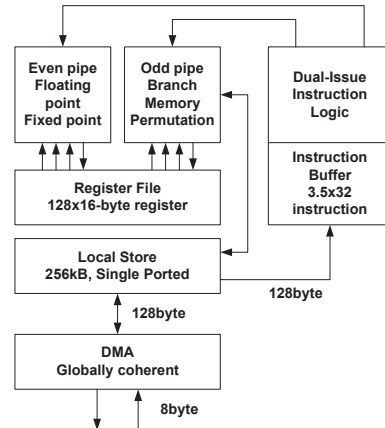 Even pipe
Floating
point
Fixed point
Odd pipe
Branch
Memory
Permutation
Dual-Issue
Instruction
Logic
Instruction
Buffer
3.5x32
instruction
Register File
128x16-byte register
Local Store
256kB, Single Ported
128byte
128byte
DMA
Globally coherent
8byte